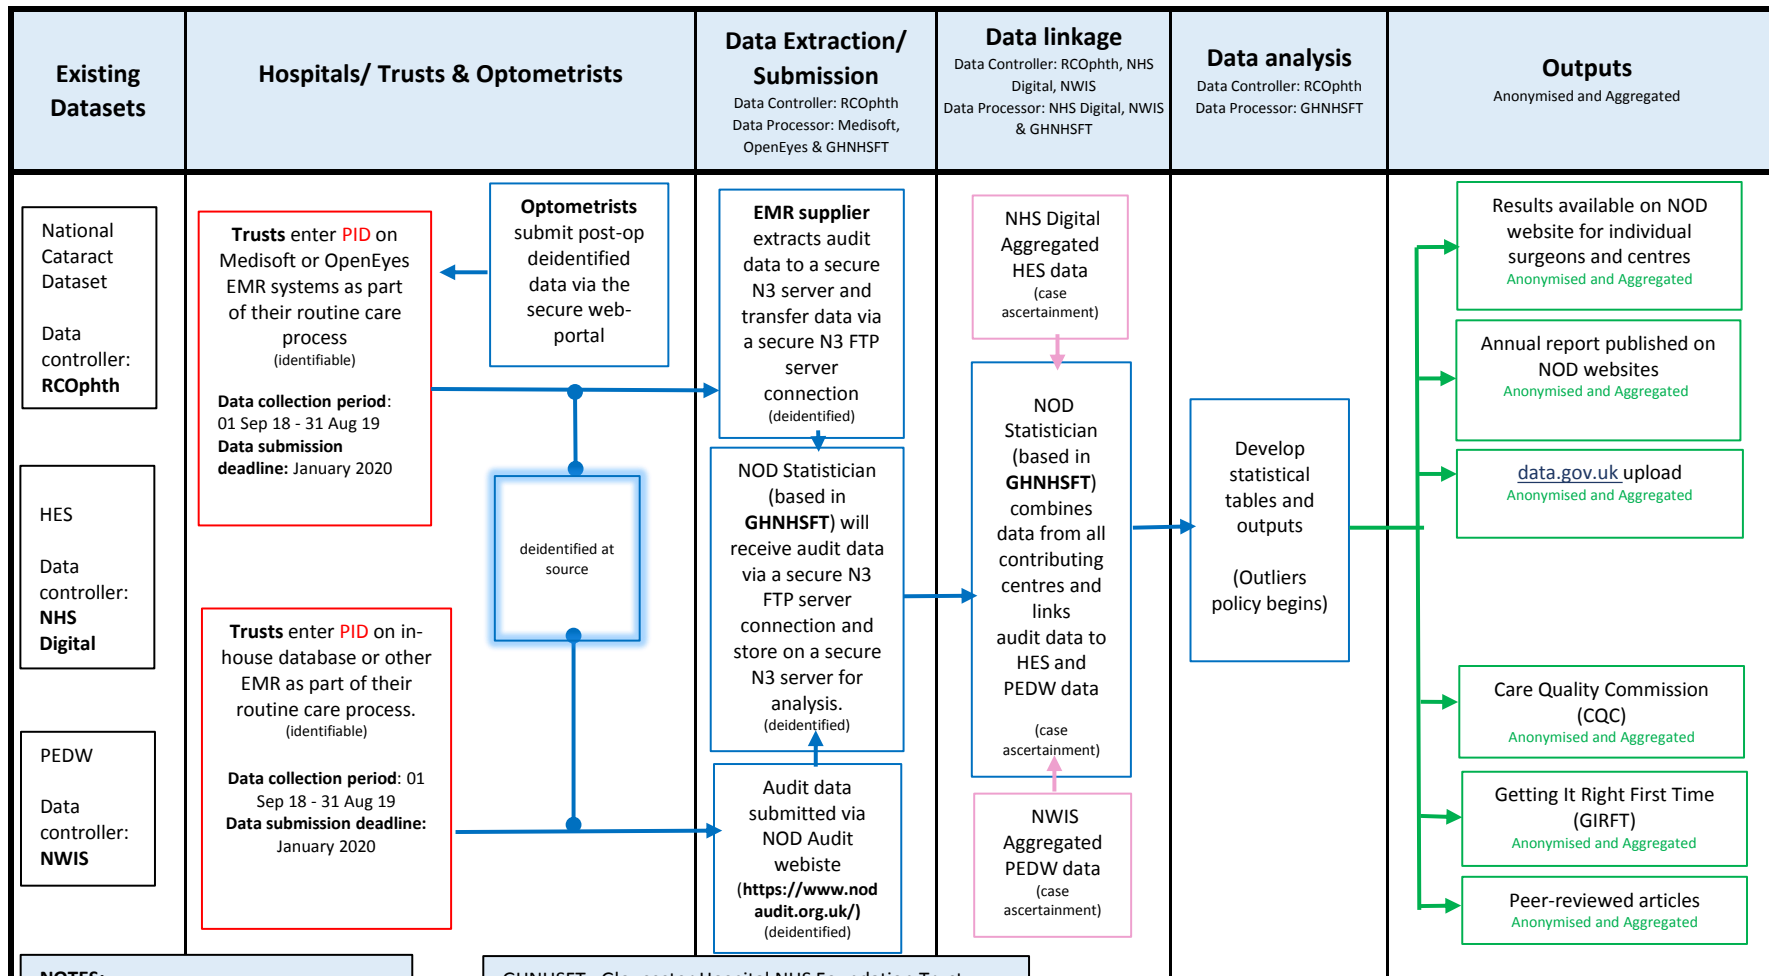 Existing
Datasets
Hospitals/ Trusts & Optometrists
Data Extraction/
Submission
Data Controller: RCOphth
Data Processor: Medisoft,
OpenEyes & GHNHSFT
Data linkage
Data Controller: RCOphth, NHS
Digital, NWIS
Data Processor: NHS Digital, NWIS
& GHNHSFT
Data analysis
Data Controller: RCOphth
Data Processor: GHNHSFT
Outputs
Anonymised and Aggregated
National
Cataract
Dataset
Data
controller:
RCOphth
HES
Data
controller:
NHS
Digital
PEDW
Data
controller:
NWIS
Trusts enter PID on
Medisoft or OpenEyes
EMR systems as part
of their routine care
process
(identifiable)
Data collection period:
01 Sep 18 - 31 Aug 19
Data submission
deadline: January 2020
Optometrists
submit post-op
deidentified
data via the
secure web-
portal
deidentified at
source
Trusts enter PID on in-
house database or other
EMR as part of their
routine care process.
(identifiable)
Data collection period: 01
Sep 18 - 31 Aug 19
Data submission deadline:
January 2020
EMR supplier
extracts audit
data to a secure
N3 server and
transfer data via
a secure N3 FTP
server
connection
(deidentified)
NOD Statistician
(based in
GHNHSFT) will
receive audit data
via a secure N3
FTP server
connection and
store on a secure
N3 server for
analysis.
(deidentified)
Audit data
submitted via
NOD Audit
webiste
(https://www.nod
audit.org.uk/)
(deidentified)
NHS Digital
Aggregated
HES data
(case
ascertainment)
NOD
Statistician
(based in
GHNHSFT)
combines
data from all
contributing
centres and
links
audit data to
HES and
PEDW data
(case
ascertainment)
NWIS
Aggregated
PEDW data
(case
ascertainment)
Develop
statistical
tables and
outputs
(Outliers
policy begins)
Results available on NOD
website for individual
surgeons and centres
Anonymised and Aggregated
Annual report published on
NOD websites
Anonymised and Aggregated
data.gov.uk upload
Anonymised and Aggregated
Care Quality Commission
(CQC)
Anonymised and Aggregated
Getting It Right First Time
(GIRFT)
Anonymised and Aggregated
Peer-reviewed articles
Anonymised and Aggregated
NOTES:
GHNHSFT - Gloucester Hospital NHS Foundation Trust